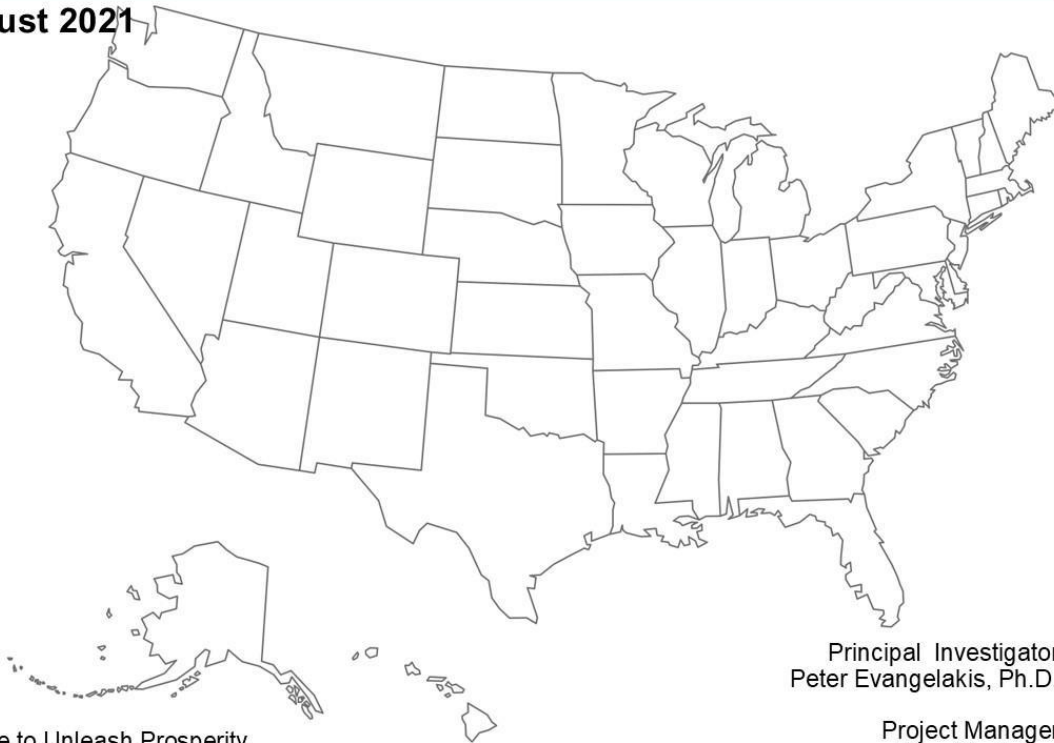 ust 2021
Principal Investigator
Peter Evangelakis, Ph.D.
Project Manager
e to Unleash Prosperity